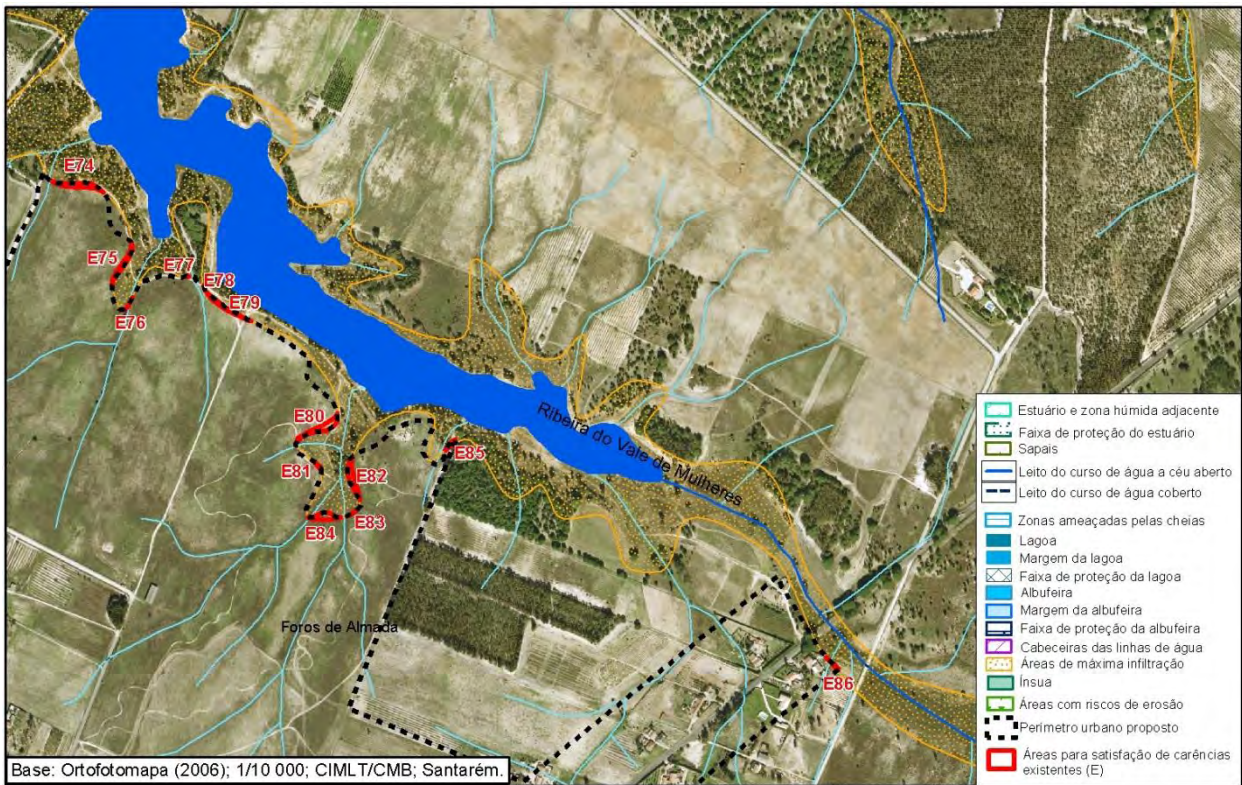 E74
E75
E77
E78
E76
E79
E80
E81
E82
E85
E84
E83
Ribeira do Vale de Mulheres
Foros de Almada
E86
Estuário e zona húmida adjacente
Faixa de proteção do estuário
Sapais
Leito do curso de água a céu aberto
Leito do curso de água coberto
Zonas ameaçadas pelas cheias
Lagoa
Margem da lagoa
Faixa de proteção da lagoa
Albufeira
Margem da albufeira
Faixa de proteção da albufeira
Cabeceiras das linhas de água
Áreas de máxima infiltração
Ínsua
Áreas com riscos de erosão
Perímetro urbano proposto
Áreas para satisfação de carências
existentes (E)
Base: Ortofotomapa (2006); 1/10 000; CIMLT/CMB; Santarém.